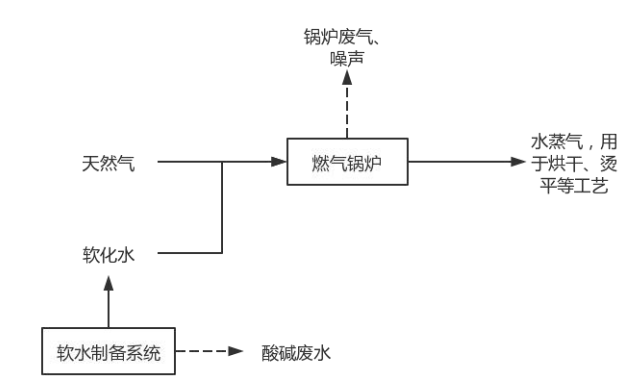 锅炉废气、
噪声
天然气
燃气锅炉
水蒸气，用
于烘干、烫
平等工艺
软化水
软水制备系统
酸碱废水